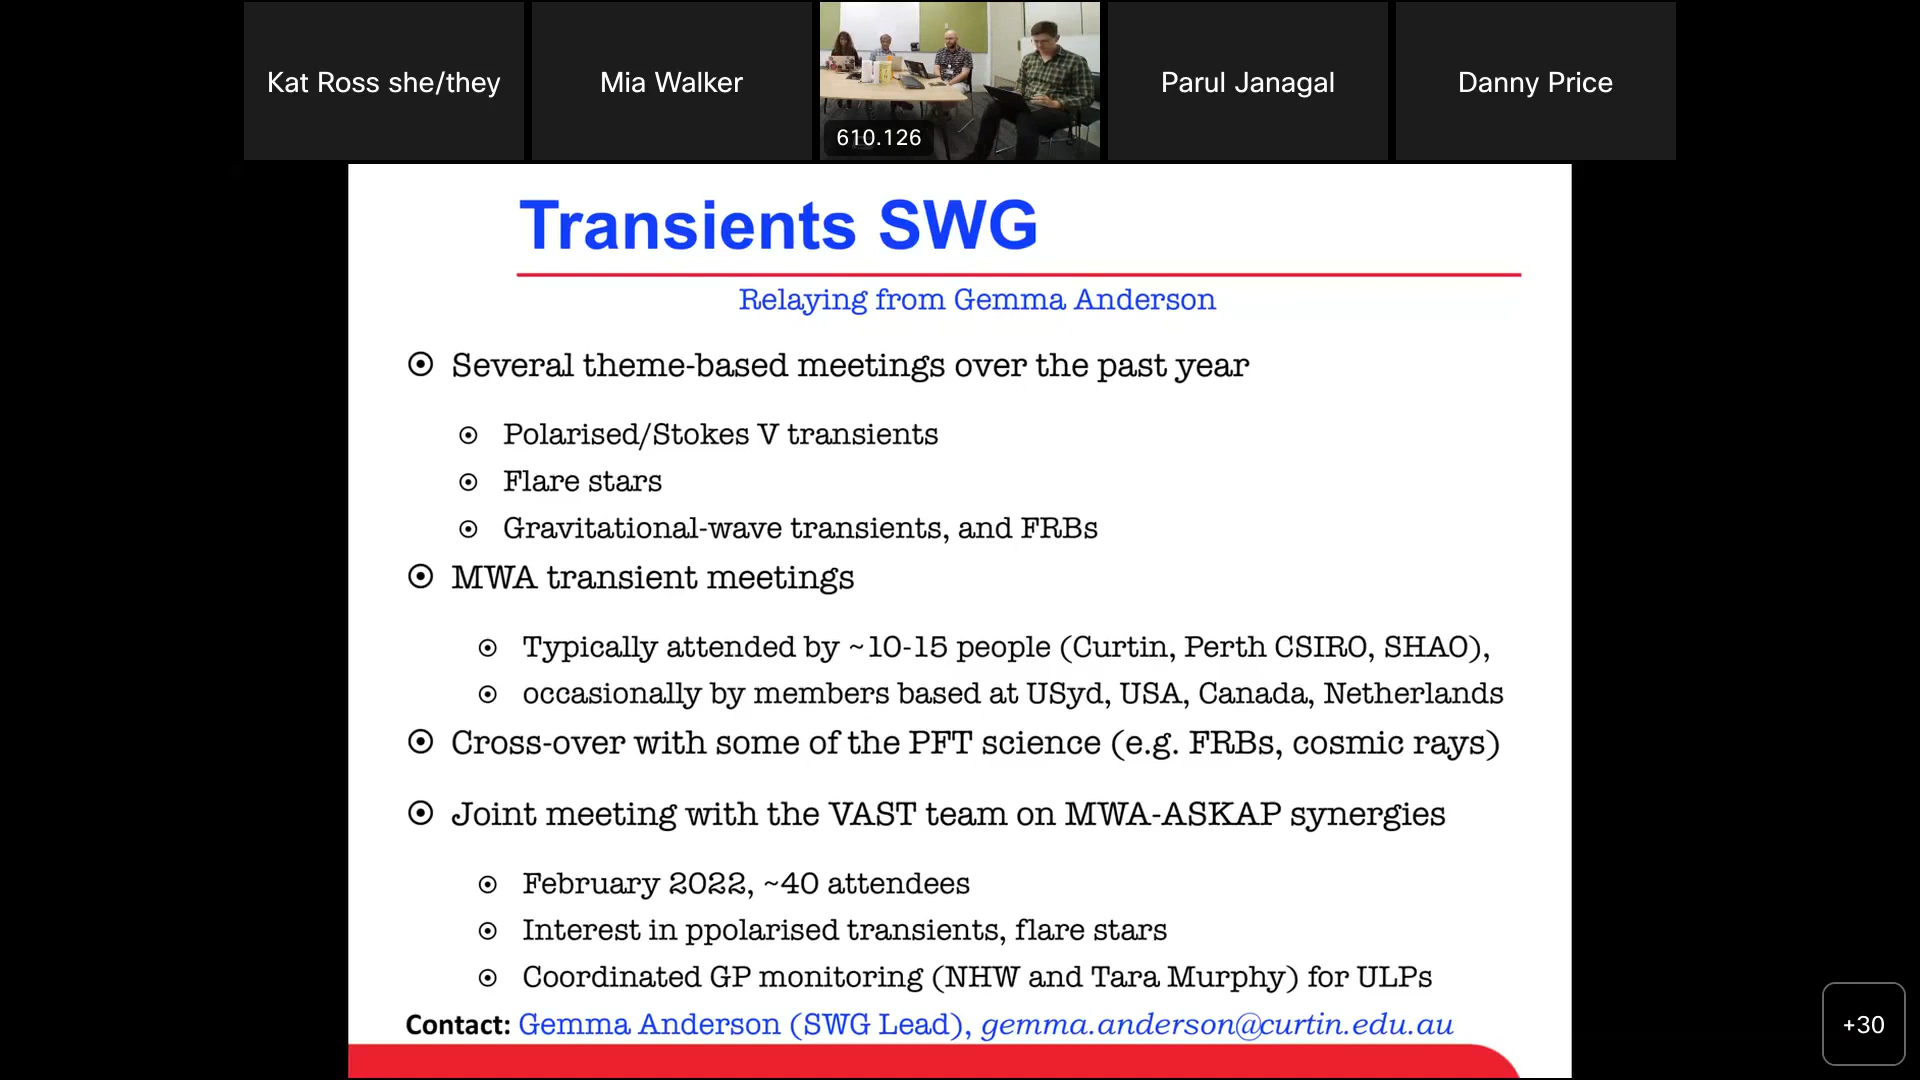 Kat Ross she/they
Mia Walker
610.126
Parul Janagal
Danny Price
Transients SWG
Relaying from Gemma Anderson
Several theme-based meetings over the past year
Polarised/Stokes V transients
Flare stars
Gravitational-wave transients, and FRBs
MWA transient meetings
Typically attended by ~10-15 people (Curtin, Perth CSIRO, SHAO),
occasionally by members based at USyd, USA, Canada, Netherlands
Cross-over with some of the PFT science (e.g. FRBs, cosmic rays)
Joint meeting with the VAST team on MWA-ASKAP synergies
February 2022, ~40 attendees
Interest in ppolarised transients, flare stars
Coordinated GP monitoring (NHW and Tara Murphy) for ULPs
Contact: Gemma Anderson (SWG Lead), gemma.anderson@curtin.edu.au
+30